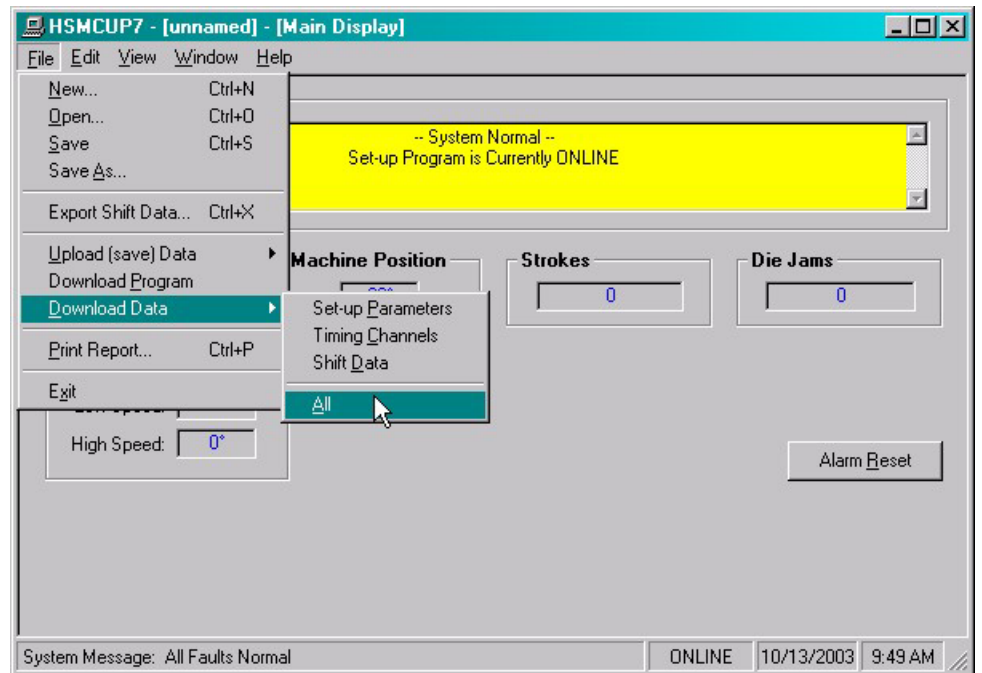 HSMCUP7 - [unnamed] - [Main Display]
File Edit View Window Help
New... Ctrl+N
Open... Ctrl+O
Save Ctrl+S
Save As...
Export Shift Data... Ctrl+X
Upload (save) Data
Download Program
Download Data
Print Report... Ctrl+P
Exit
Set-up Parameters
Timing Channels
Shift Data
All
-- System Normal --
Set-up Program is Currently ONLINE
Machine Position
Strokes
0
Die Jams
0
High Speed: 0°
Alarm Reset
System Message: All Faults Normal ONLINE 10/13/2003 9:49 AM